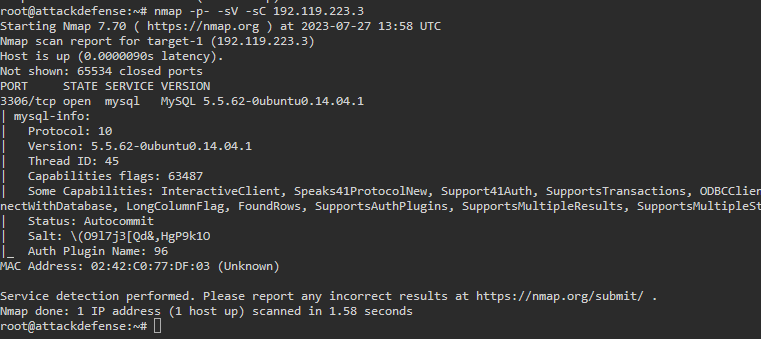 root@attackdefense:~# nmap -p- -sV -sC 192.119.223.3
Starting Nmap 7.70 ( https://nmap.org ) at 2023-07-27 13:58 UTC
Nmap scan report for target-1 (192.119.223.3)
Host is up (0.0000090s latency).
Not shown: 65534 closed ports
PORT     STATE SERVICE VERSION
3306/tcp open  mysql   MySQL 5.5.62-0ubuntu0.14.04.1
| mysql-info:
|   Protocol: 10
|   Version: 5.5.62-0ubuntu0.14.04.1
|   Thread ID: 45
|   Capabilities flags: 63487
|   Some Capabilities: InteractiveClient, Speaks41ProtocolNew, Support41Auth, SupportsTransactions, ODBCClien
nectWithDatabase, LongColumnFlag, FoundRows, SupportsAuthPlugins, SupportsMultipleResults, SupportsMultipleSt
|   Status: Autocommit
|   Salt: \(O9l7j3[Qd&,HgP9k1O
|_  Auth Plugin Name: 96
MAC Address: 02:42:C0:77:DF:03 (Unknown)

Service detection performed. Please report any incorrect results at https://nmap.org/submit/ .
Nmap done: 1 IP address (1 host up) scanned in 1.58 seconds
root@attackdefense:~#